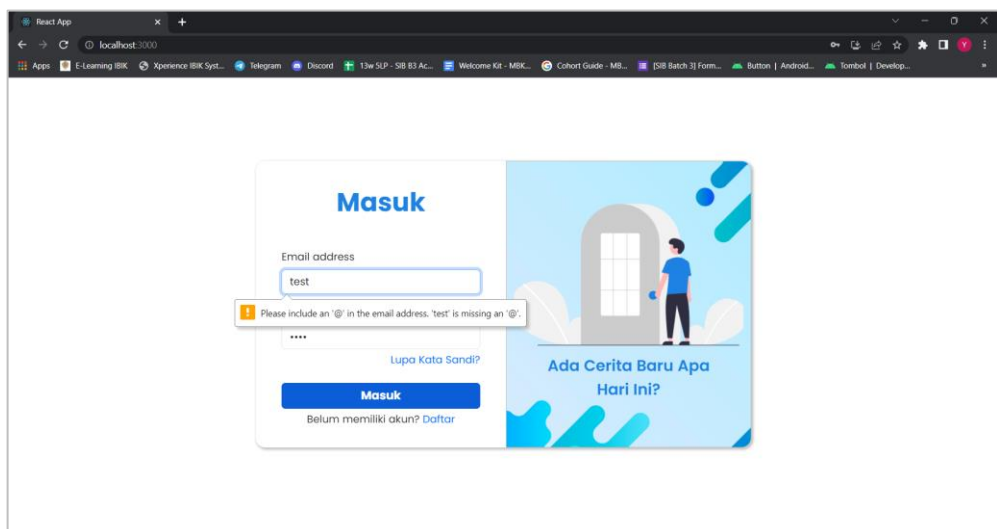 React App
localhost:3000
Apps E-Learning IBIK Xperience IBIK Syst... Telegram Discord 13w SLP - SIB B3 Ac... Welcome Kit - MBK... Cohort Guide - MB... [SIB Batch 3] Form... Button | Android... Tombol | Develop...
Masuk
Email address
test
Please include an '@' in the email address. 'test' is missing an '@'.
Lupa Kata Sandi?
Masuk
Belum memiliki akun? Daftar
Ada Cerita Baru Apa
Hari Ini?